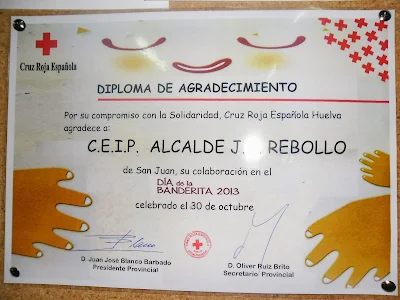 Cruz Roja Española
DIPLOMA DE AGRADECIMIENTO
Por su compromiso con la Solidaridad, Cruz Roja Española Huelva
agradece a:
C.E.I.P. ALCALDE J. REBOLLO
de San Juan, su colaboración en el
DÍA de la
BANDERITA 2013
celebrado el 30 de octubre
D. Juan José Blanco Barbado
Presidente Provincial
D. Oliver Ruiz Brito
Secretario Provincial